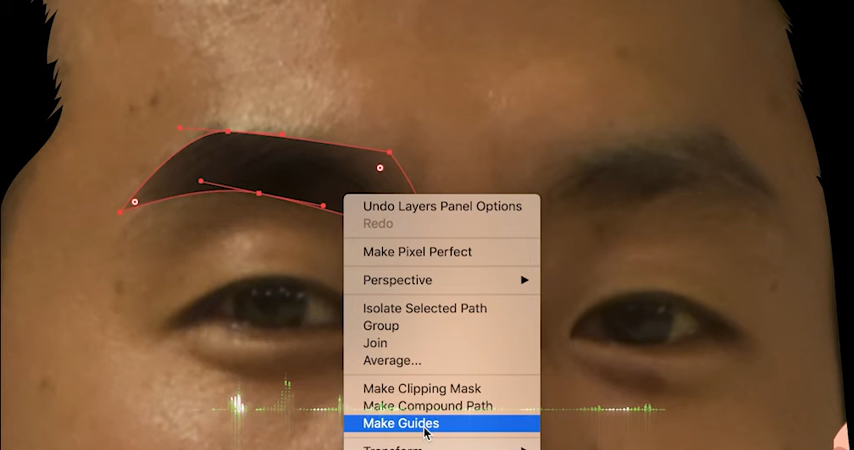 Undo Layers Panel Options
Redo
Make Pixel Perfect
Perspective
Isolate Selected Path
Group
Join
Average...
Make Clipping Mask
Make Compound Path
Make Guides
Transform